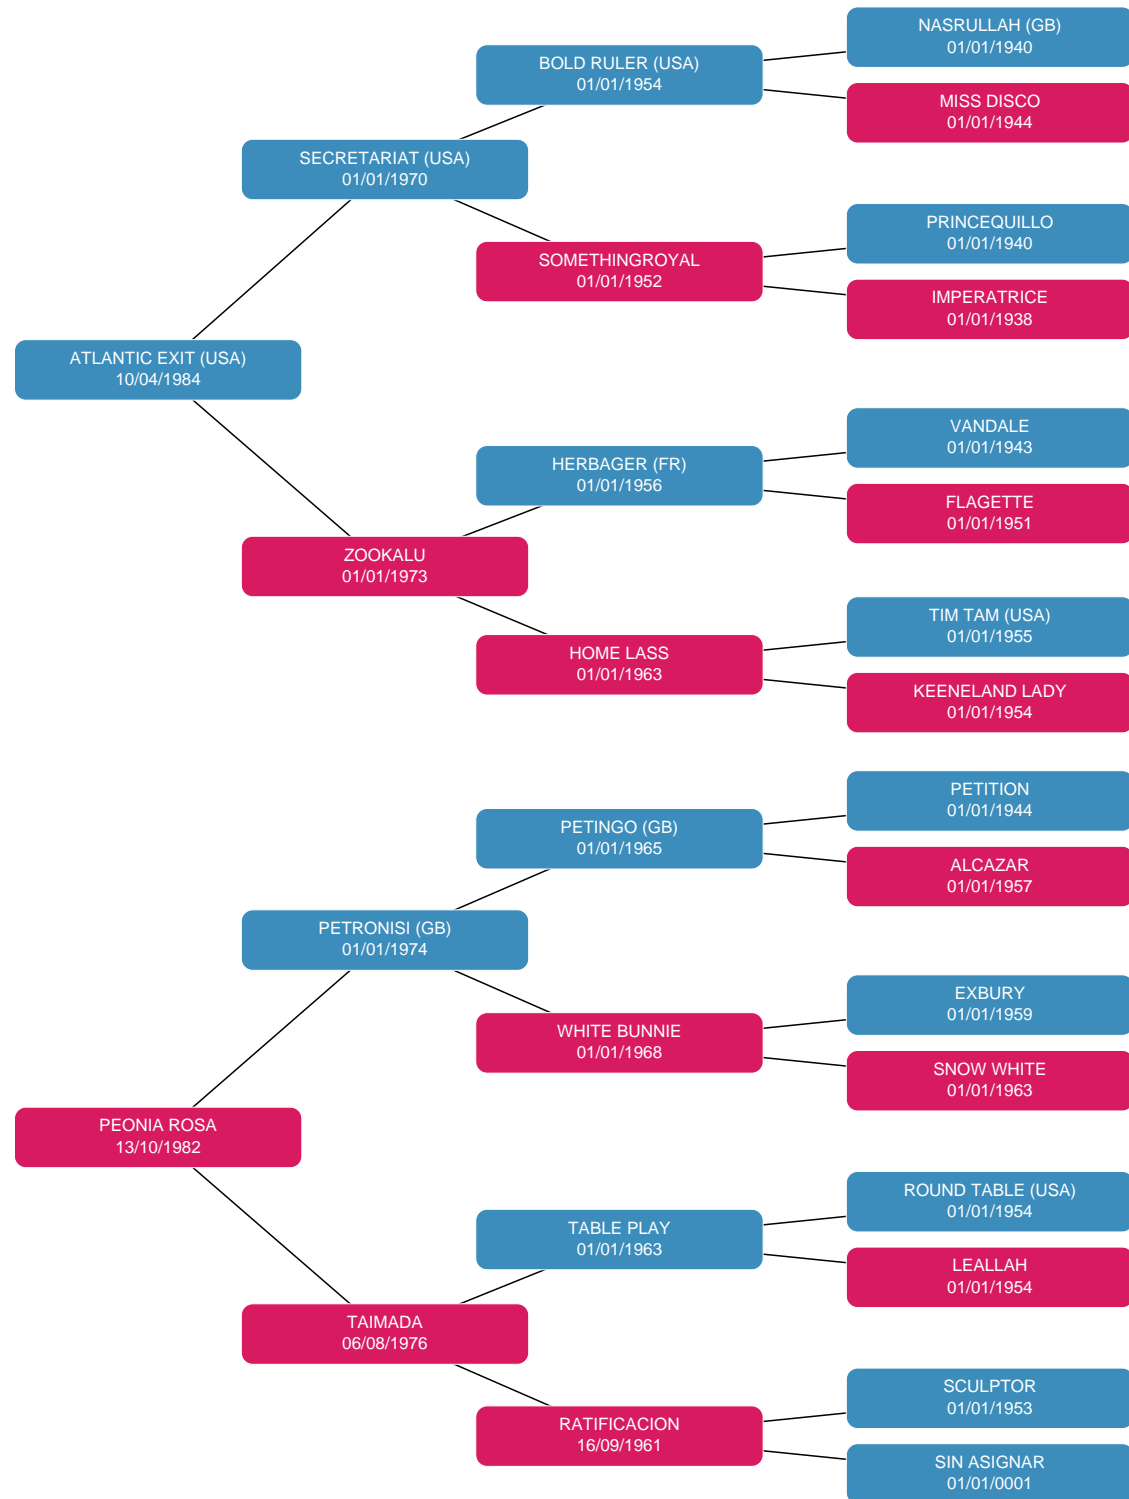 NASRULLAH (GB)
01/01/1940
BOLD RULER (USA)
01/01/1954
MISS DISCO
01/01/1944
SECRETARIAT (USA)
01/01/1970
PRINCEQUILLO
01/01/1940
SOMETHINGROYAL
01/01/1952
IMPERATRICE
01/01/1938
ATLANTIC EXIT (USA)
10/04/1984
VANDALE
01/01/1943
HERBAGER (FR)
01/01/1956
FLAGETTE
01/01/1951
ZOOKALU
01/01/1973
TIM TAM (USA)
01/01/1955
HOME LASS
01/01/1963
KEENELAND LADY
01/01/1954
PETITION
01/01/1944
PETINGO (GB)
01/01/1965
ALCAZAR
01/01/1957
PETRONISI (GB)
01/01/1974
EXBURY
01/01/1959
WHITE BUNNIE
01/01/1968
SNOW WHITE
01/01/1963
PEONIA ROSA
13/10/1982
ROUND TABLE (USA)
01/01/1954
TABLE PLAY
01/01/1963
LEALLAH
01/01/1954
TAIMADA
06/08/1976
SCULPTOR
01/01/1953
RATIFICACION
16/09/1961
SIN ASIGNAR
01/01/0001